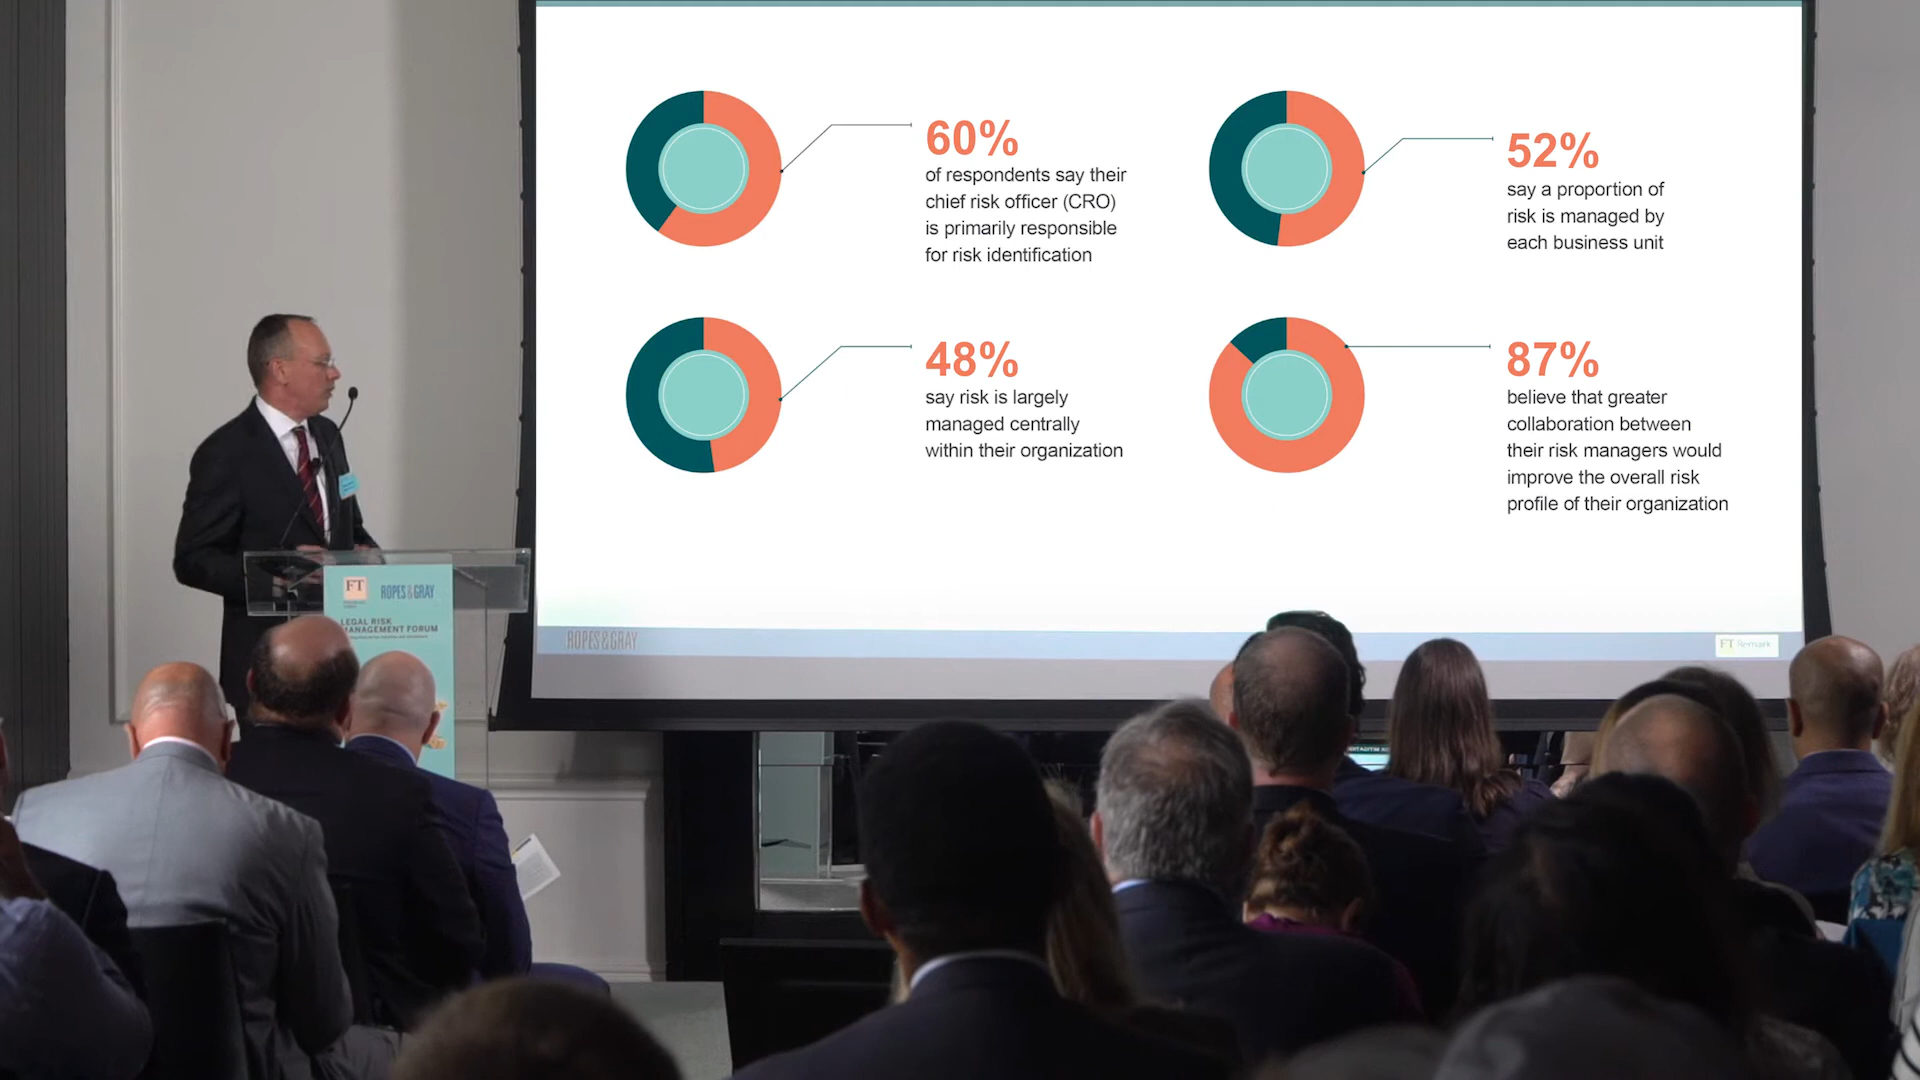 60%
of respondents say their
chief risk officer (CRO)
is primarily responsible
for risk identification
52%
say a proportion of
risk is managed by
each business unit
48%
say risk is largely
managed centrally
within their organization
87%
believe that greater
collaboration between
their risk managers would
improve the overall risk
profile of their organization
ROPES&GRAY
FT Remark
FT
ROPES&GRAY
LEGAL RISK
MANAGEMENT FORUM